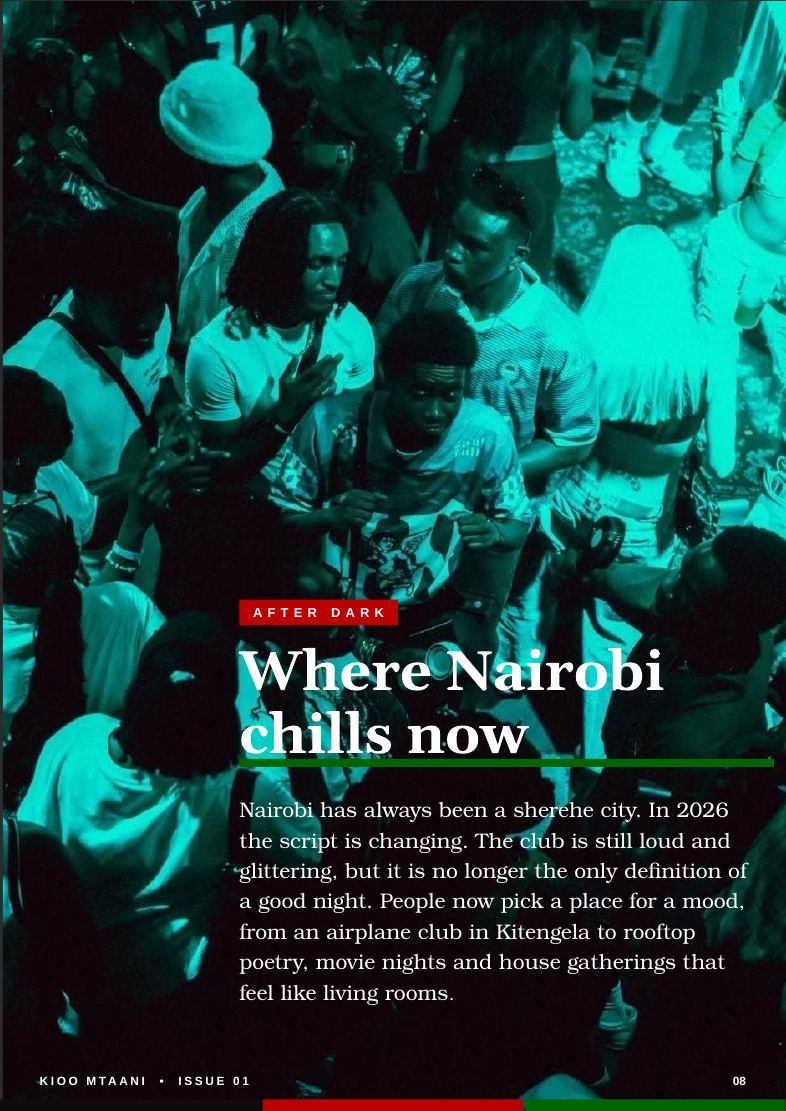 AFTER DARK
Where Nairobi
chills now
Nairobi has always been a sherehe city. In 2026
the script is changing. The club is still loud and
glittering, but it is no longer the only definition of
a good night. People now pick a place for a mood,
from an airplane club in Kitengela to rooftop
poetry, movie nights and house gatherings that
feel like living rooms.
KIOO MTAANI • ISSUE 01
08